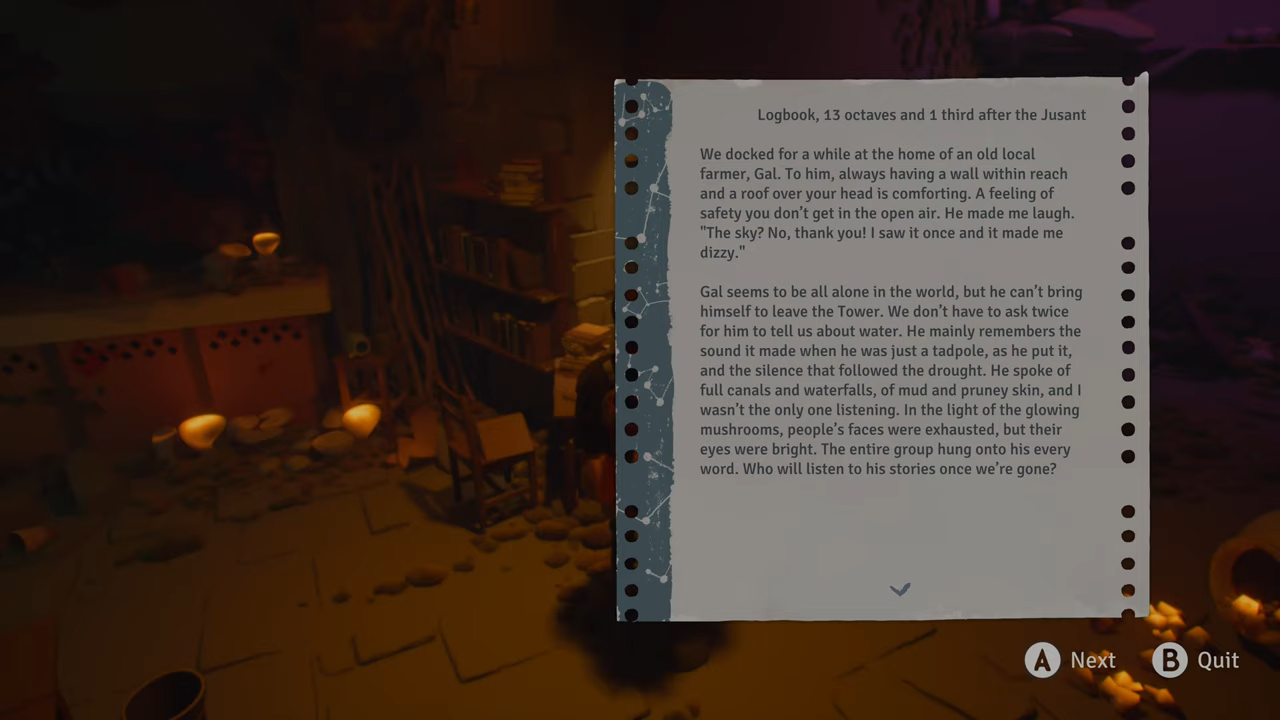 Logbook, 13 octaves and 1 third after the Jusant
We docked for a while at the home of an old local
farmer, Gal. To him, always having a wall within reach
and a roof over your head is comforting. A feeling of
safety you don’t get in the open air. He made me laugh.
"The sky? No, thank you! I saw it once and it made me
dizzy."
Gal seems to be all alone in the world, but he can’t bring
himself to leave the Tower. We don’t have to ask twice
for him to tell us about water. He mainly remembers the
sound it made when he was just a tadpole, as he put it,
and the silence that followed the drought. He spoke of
full canals and waterfalls, of mud and pruney skin, and I
wasn’t the only one listening. In the light of the glowing
mushrooms, people’s faces were exhausted, but their
eyes were bright. The entire group hung onto his every
word. Who will listen to his stories once we’re gone?
A Next B Quit